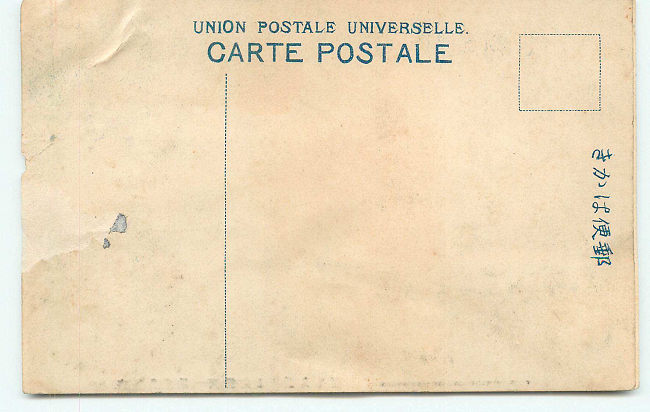 UNION POSTALE UNIVERSELLE.
CARTE POSTALE
郵便はかき